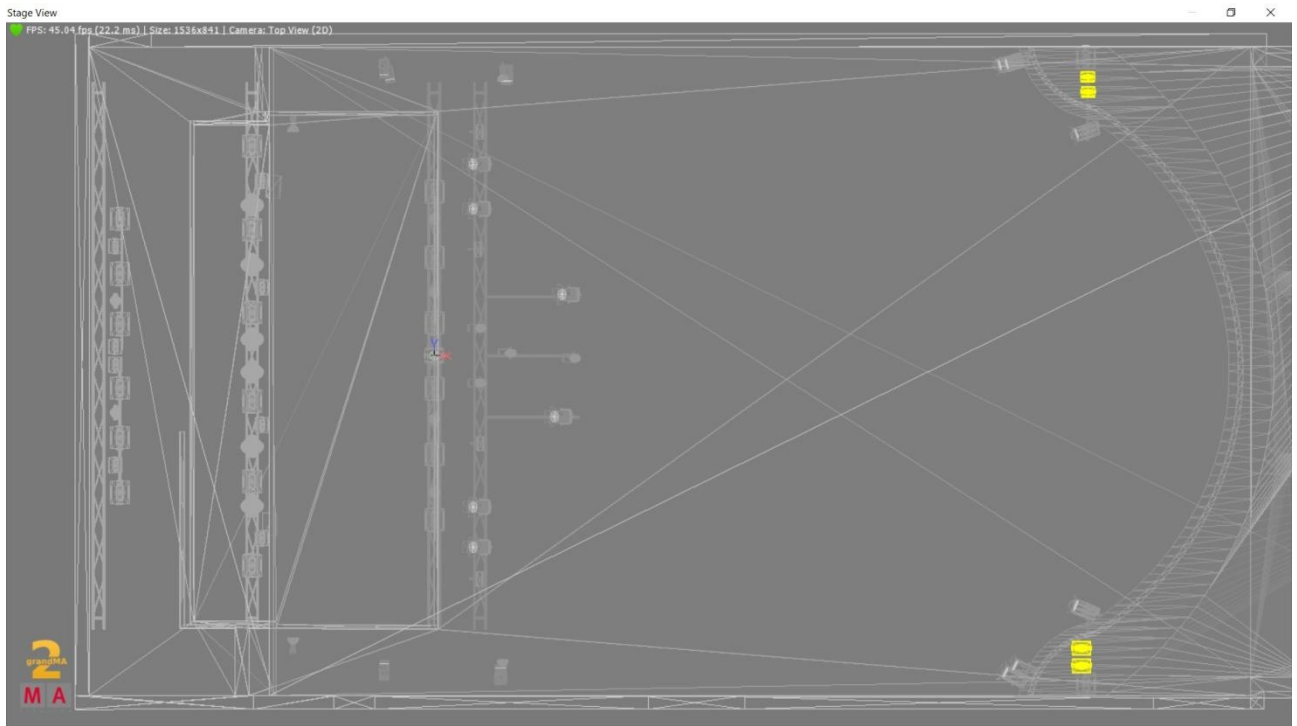 Stage View
FPS: 45.04 fps (22.2 ms) | Size: 1536x841 | Camera: Top View (2D)
Y
X
2
grandMA
M A